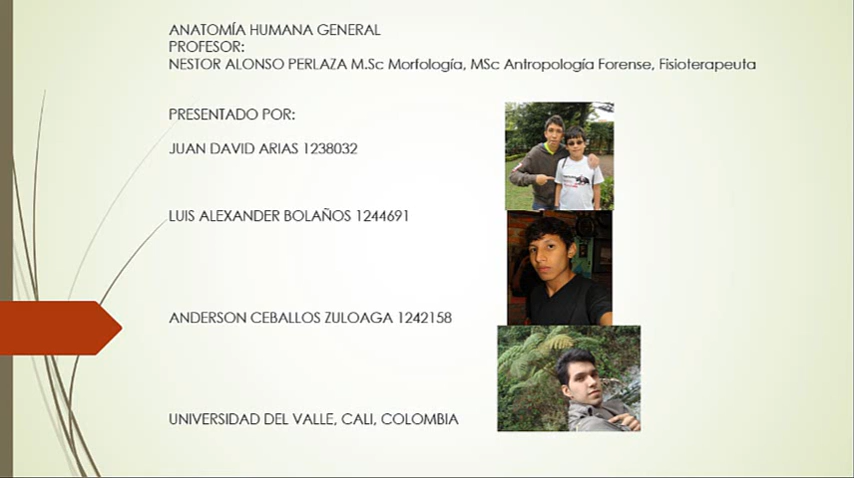 ANATOMÍA HUMANA GENERAL
PROFESOR:
NESTOR ALONSO PERLAZA M.Sc Morfología, MSc Antropología Forense, Fisioterapeuta
PRESENTADO POR:
JUAN DAVID ARIAS 1238032
LUIS ALEXANDER BOLAÑOS 1244691
ANDERSON CEBALLOS ZULOAGA 1242158
UNIVERSIDAD DEL VALLE, CALI, COLOMBIA